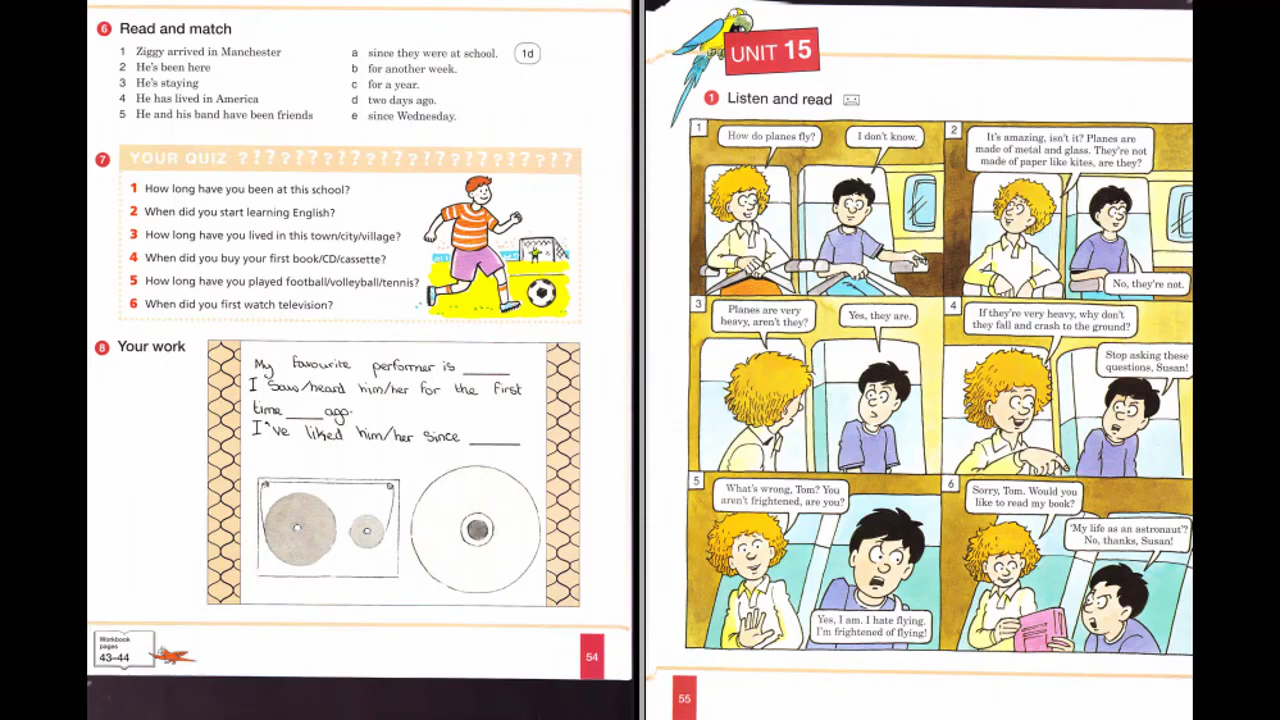 6 Read and match
1 Ziggy arrived in Manchester
2 He's been here
3 He's staying
4 He has lived in America
5 He and his band have been friends
a since they were at school.
b for another week.
c for a year.
d two days ago.
e since Wednesday.
1d
7 YOUR QUIZ ? ? ? ? ? ? ? ? ? ? ? ? ? ? ? ? ? ? ? ? ? ? ? ?
1 How long have you been at this school?
2 When did you start learning English?
3 How long have you lived in this town/city/village?
4 When did you buy your first book/CD/cassette?
5 How long have you played football/volleyball/tennis?
6 When did you first watch television?
8 Your work
My favourite performer is ____
I saw/heard him/her for the first
time ____ ago.
I've liked him/her since ____
Workbook
pages
43–44
54
UNIT 15
1 Listen and read
1
How do planes fly?
I don't know.
2
It's amazing, isn't it? Planes are
made of metal and glass. They're not
made of paper like kites, are they?
No, they're not.
3
Planes are very
heavy, aren't they?
Yes, they are.
4
If they're very heavy, why don't
they fall and crash to the ground?
Stop asking these
questions, Susan!
5
What's wrong, Tom? You
aren't frightened, are you?
Yes, I am. I hate flying.
I'm frightened of flying!
6
Sorry, Tom. Would you
like to read my book?
'My life as an astronaut'?
No, thanks, Susan!
55